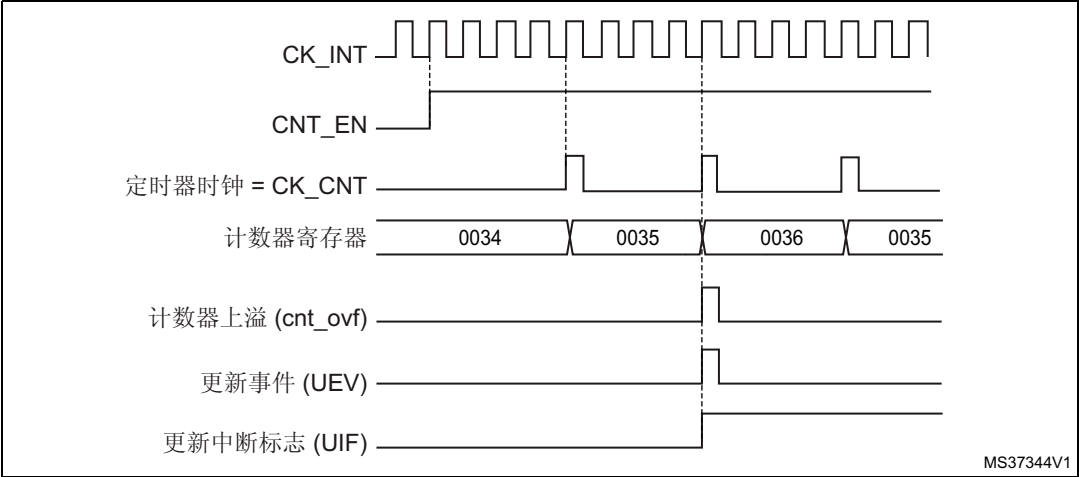 CK_INT
CNT_EN
定时器时钟 = CK_CNT
计数器寄存器 0034 0035 0036 0035
计数器上溢 (cnt_ovf)
更新事件 (UEV)
更新中断标志 (UIF)
MS37344V1